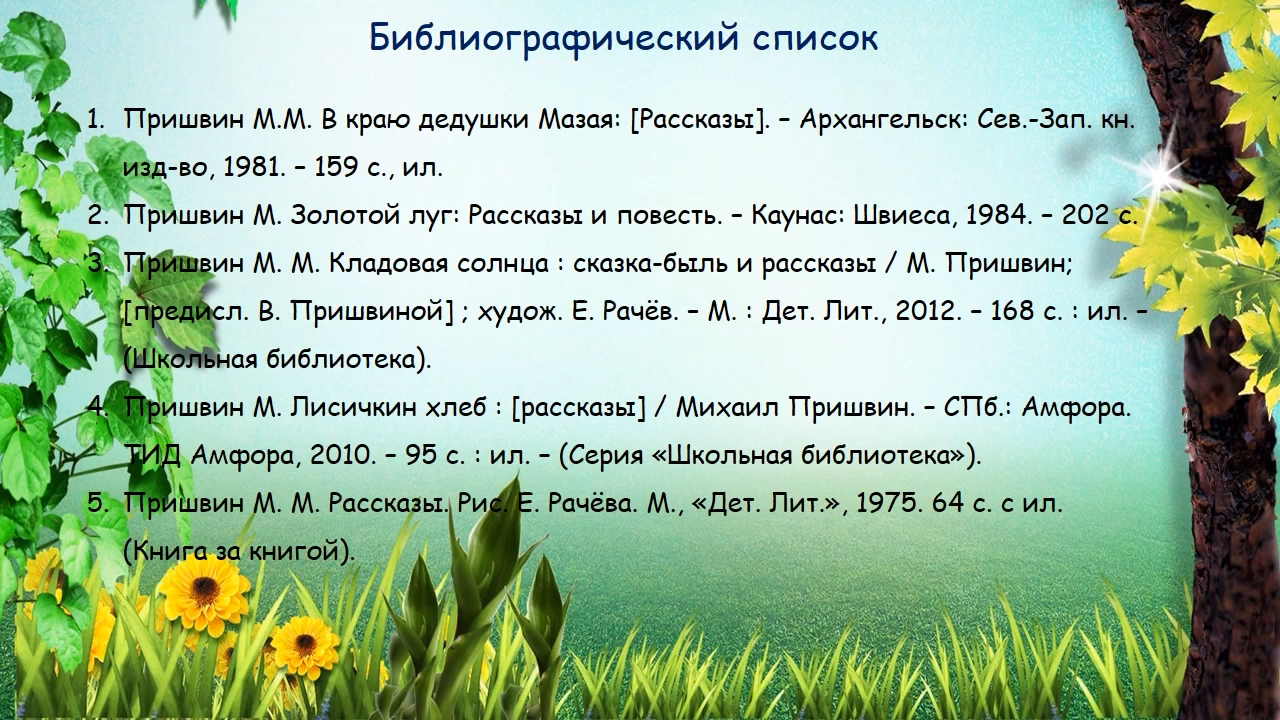 Библиографический список
1. Пришвин М.М. В краю дедушки Мазая: [Рассказы]. – Архангельск: Сев.-Зап. кн.
изд-во, 1981. – 159 с., ил.
2. Пришвин М. Золотой луг: Рассказы и повесть. – Каунас: Швиеса, 1984. – 202 с.
3. Пришвин М. М. Кладовая солнца : сказка-быль и рассказы / М. Пришвин;
[предисл. В. Пришвиной] ; худож. Е. Рачёв. – М. : Дет. Лит., 2012. – 168 с. : ил. –
(Школьная библиотека).
4. Пришвин М. Лисичкин хлеб : [рассказы] / Михаил Пришвин. – СПб.: Амфора.
ТИД Амфора, 2010. – 95 с. : ил. – (Серия «Школьная библиотека»).
5. Пришвин М. М. Рассказы. Рис. Е. Рачёва. М., «Дет. Лит.», 1975. 64 с. с ил.
(Книга за книгой).